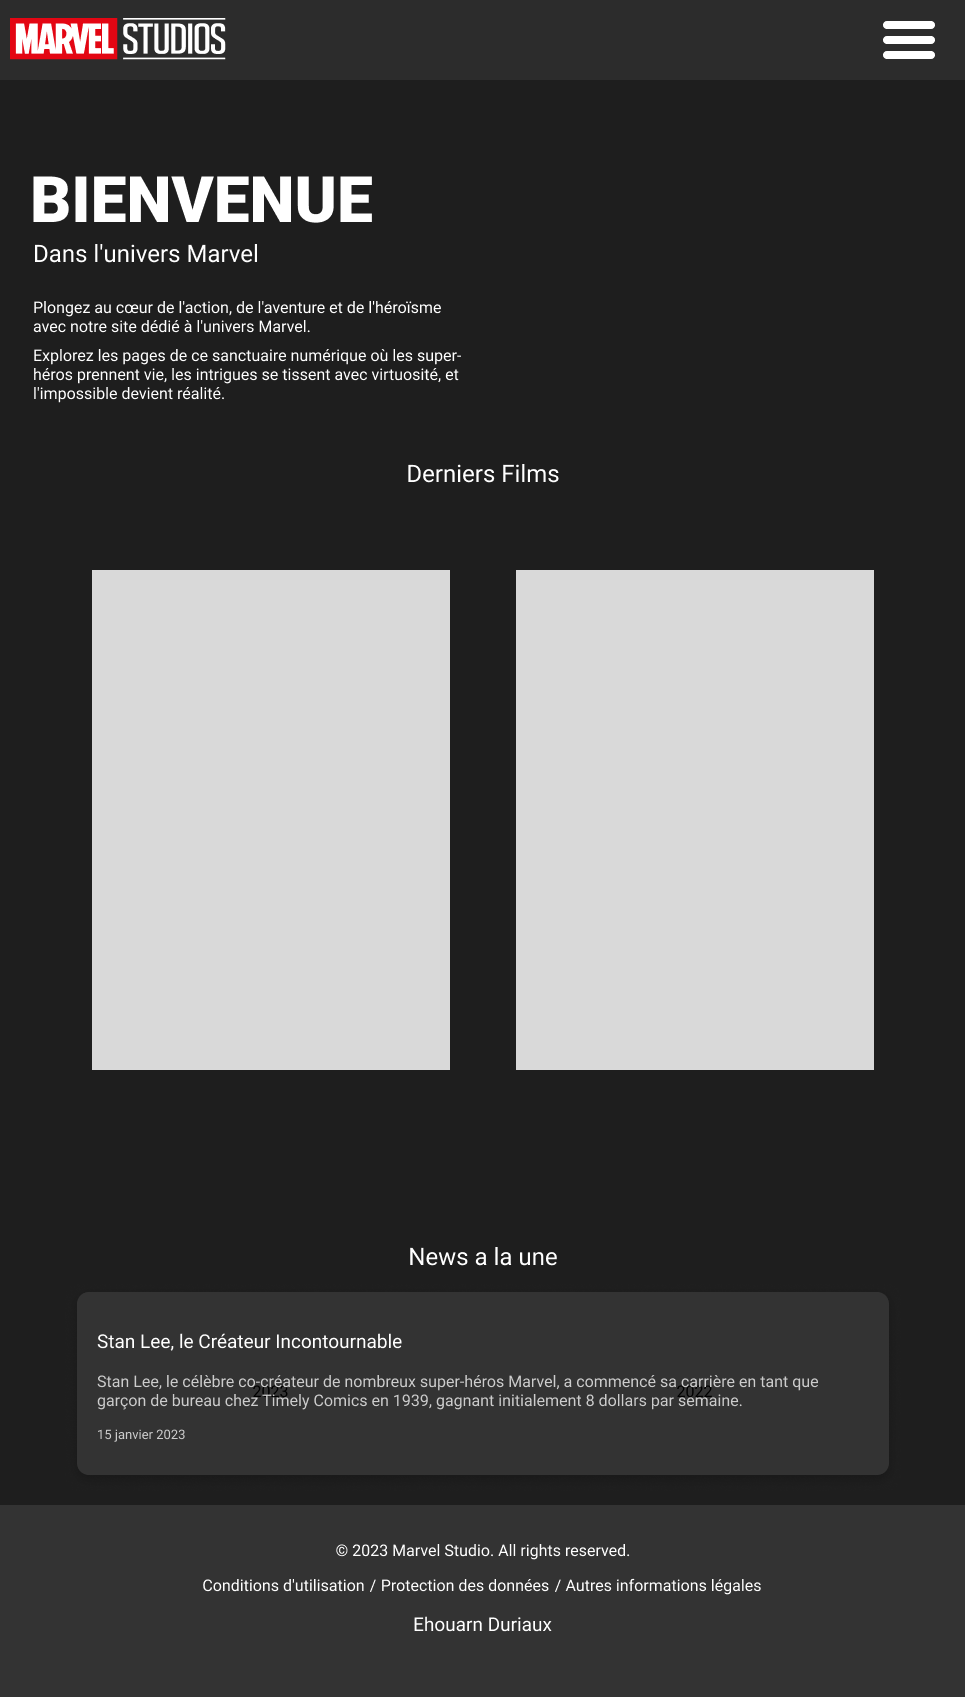 MARVEL STUDIOS
BIENVENUE
Dans l'univers Marvel
Plongez au cœur de l'action, de l'aventure et de l'héroïsme
avec notre site dédié à l'univers Marvel.
Explorez les pages de ce sanctuaire numérique où les super-
héros prennent vie, les intrigues se tissent avec virtuosité, et
l'impossible devient réalité.
Derniers Films
News a la une
Stan Lee, le Créateur Incontournable
Stan Lee, le célèbre co-créateur de nombreux super-héros Marvel, a commencé sa carrière en tant que
2023
2022
garçon de bureau chez Timely Comics en 1939, gagnant initialement 8 dollars par semaine.
15 janvier 2023
© 2023 Marvel Studio. All rights reserved.
Conditions d'utilisation / Protection des données / Autres informations légales
Ehouarn Duriaux